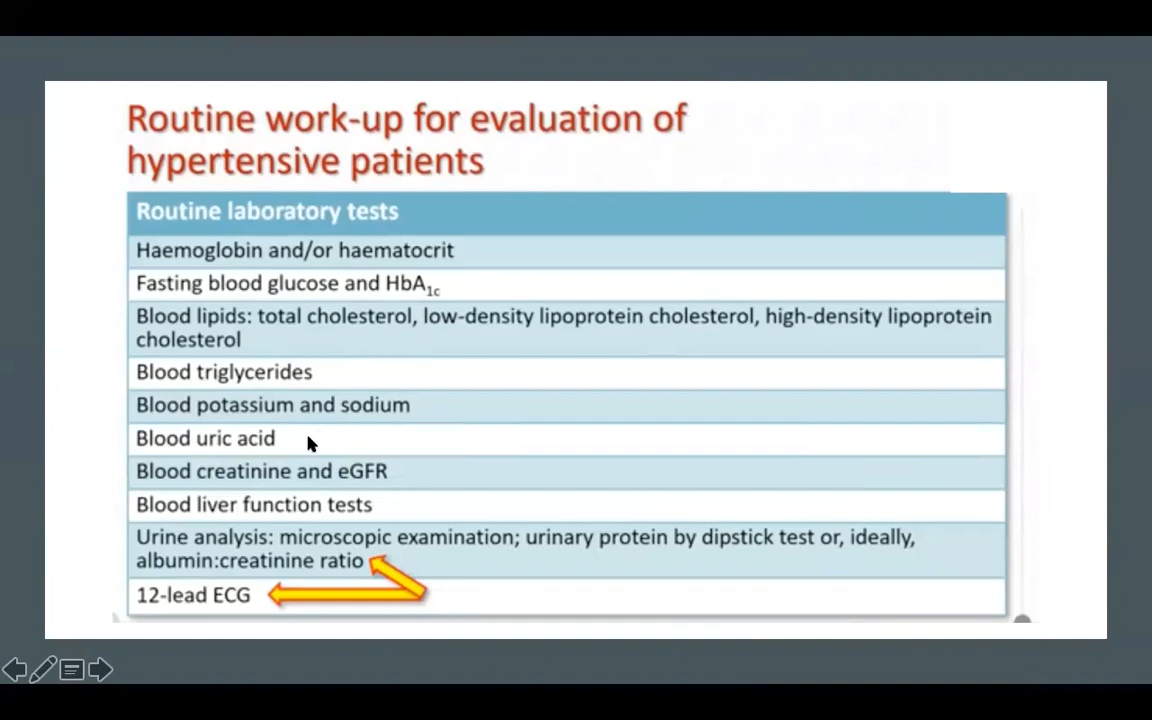 Routine work-up for evaluation of
hypertensive patients
Routine laboratory tests
Haemoglobin and/or haematocrit
Fasting blood glucose and HbA1c
Blood lipids: total cholesterol, low-density lipoprotein cholesterol, high-density lipoprotein
cholesterol
Blood triglycerides
Blood potassium and sodium
Blood uric acid
Blood creatinine and eGFR
Blood liver function tests
Urine analysis: microscopic examination; urinary protein by dipstick test or, ideally,
albumin:creatinine ratio
12-lead ECG